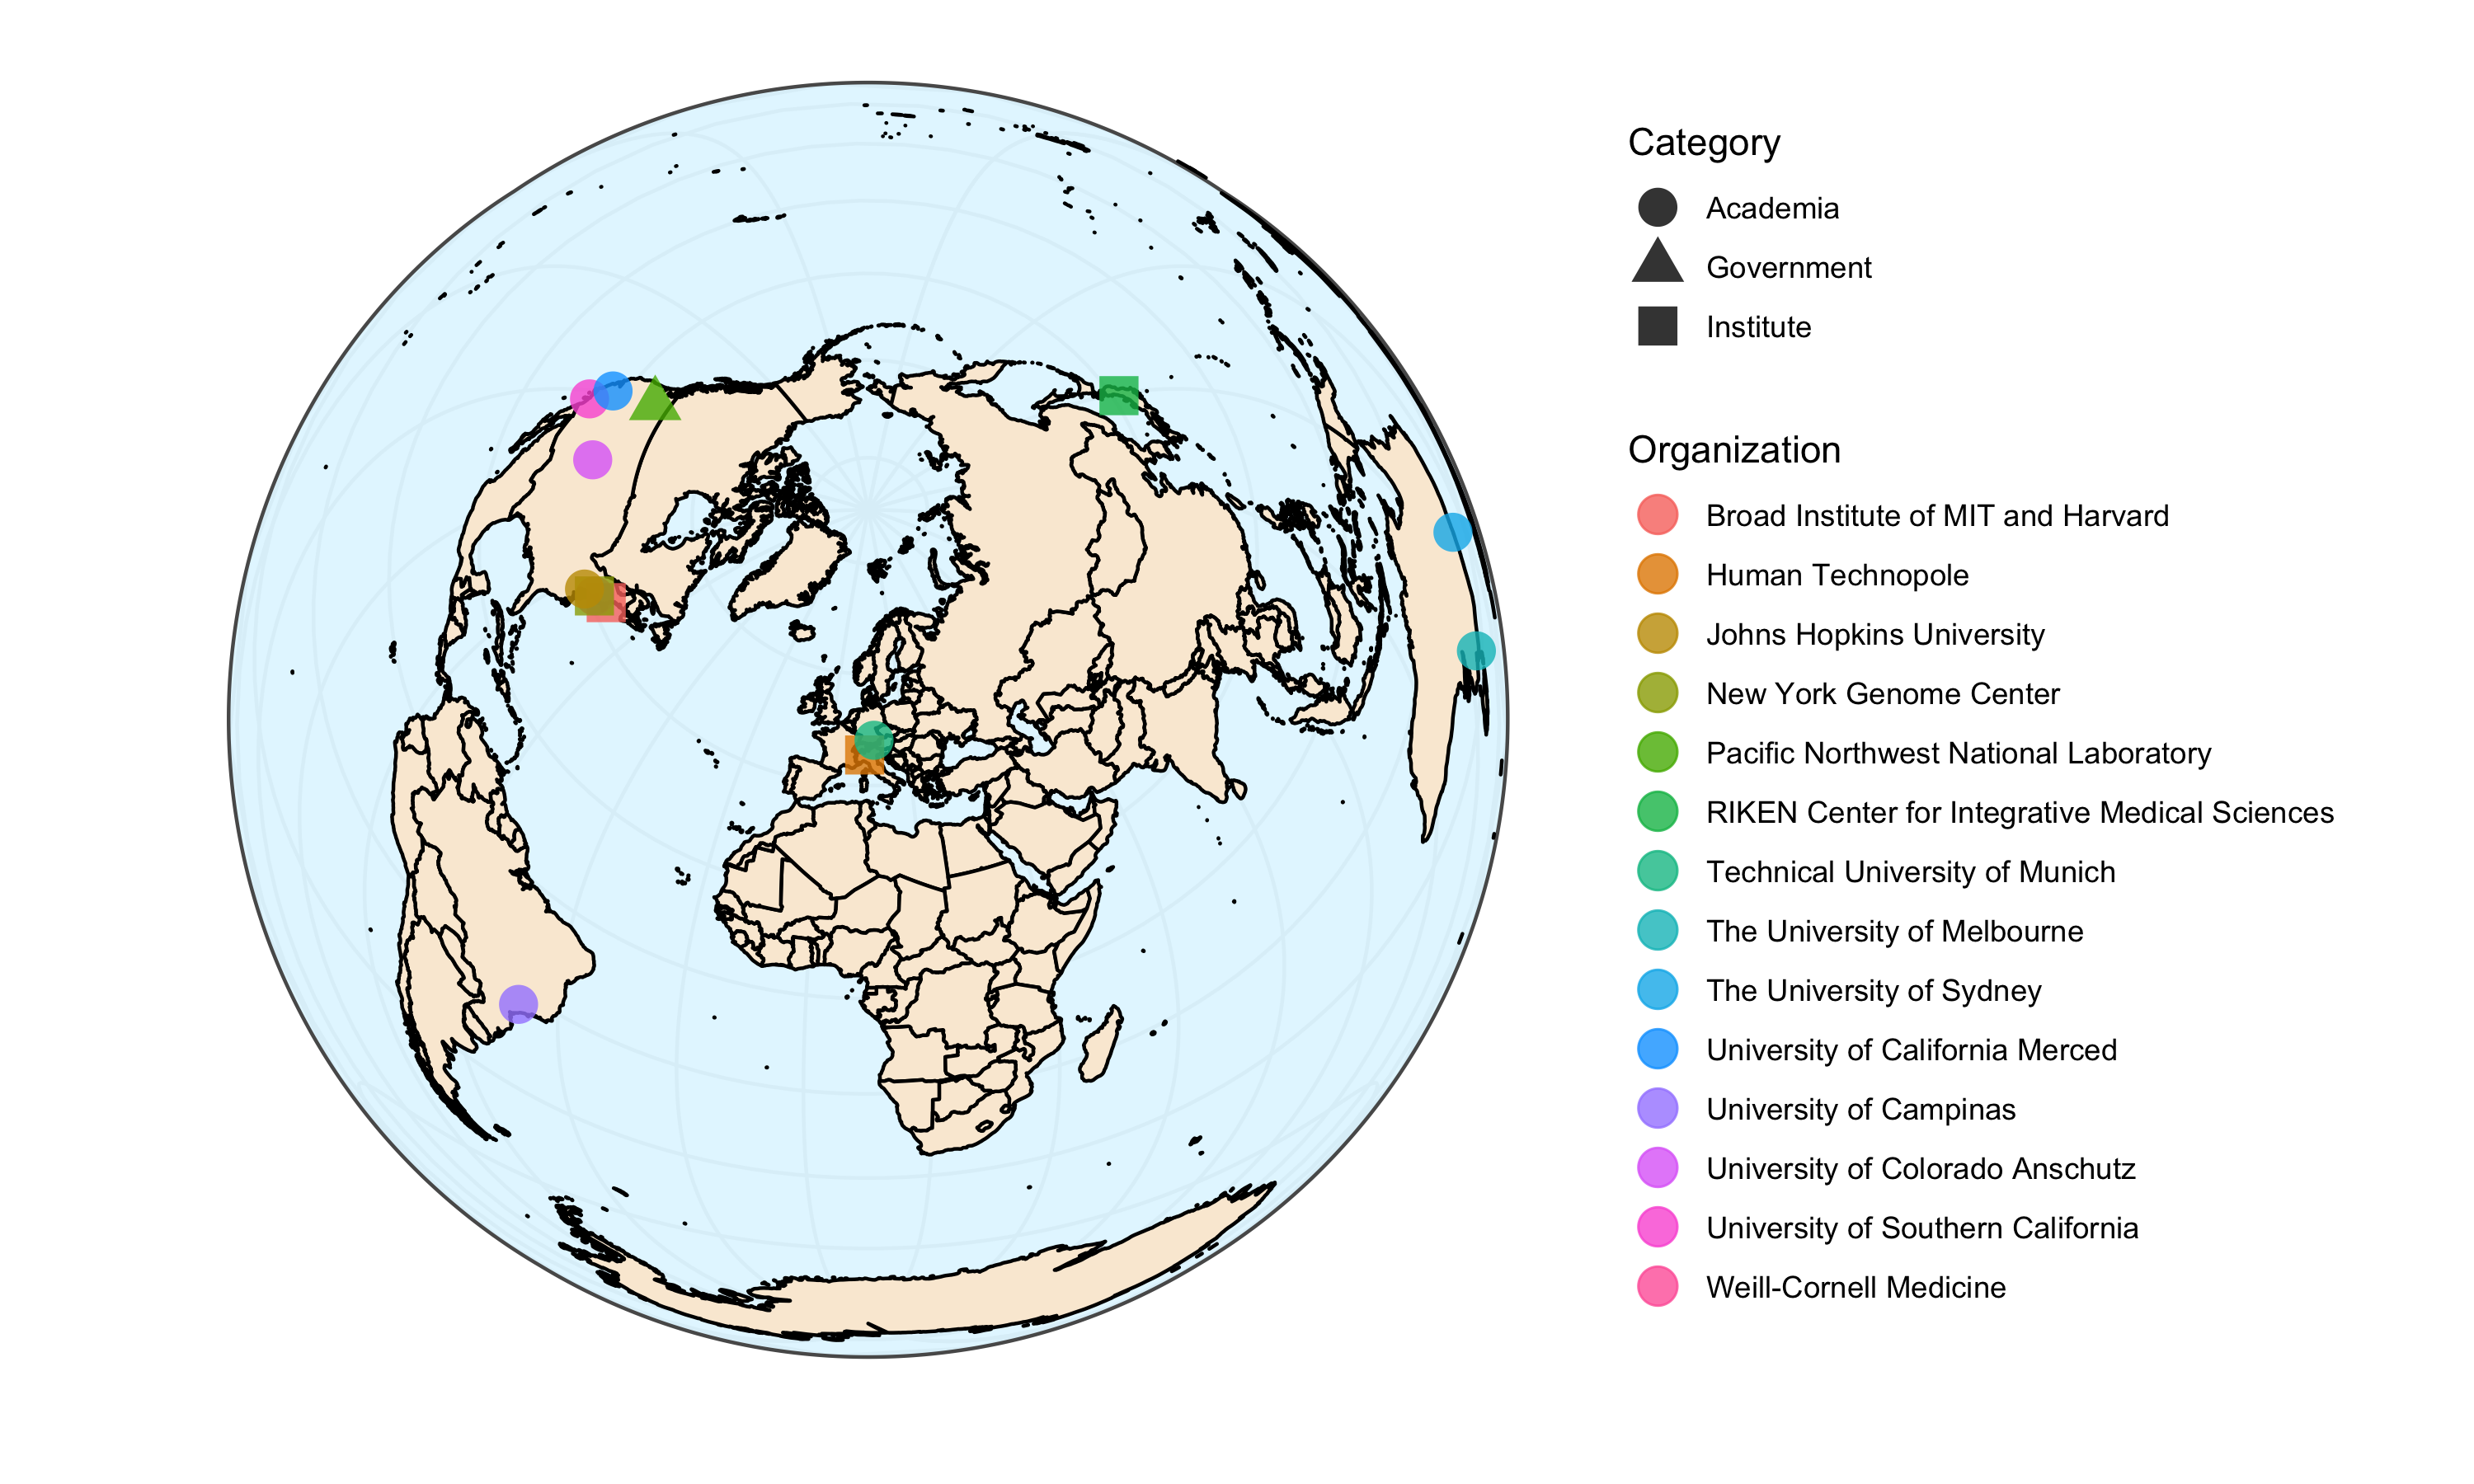 Category
Academia
Government
Institute
Organization
Broad Institute of MIT and Harvard
Human Technopole
Johns Hopkins University
New York Genome Center
Pacific Northwest National Laboratory
RIKEN Center for Integrative Medical Sciences
Technical University of Munich
The University of Melbourne
The University of Sydney
University of California Merced
University of Campinas
University of Colorado Anschutz
University of Southern California
Weill-Cornell Medicine